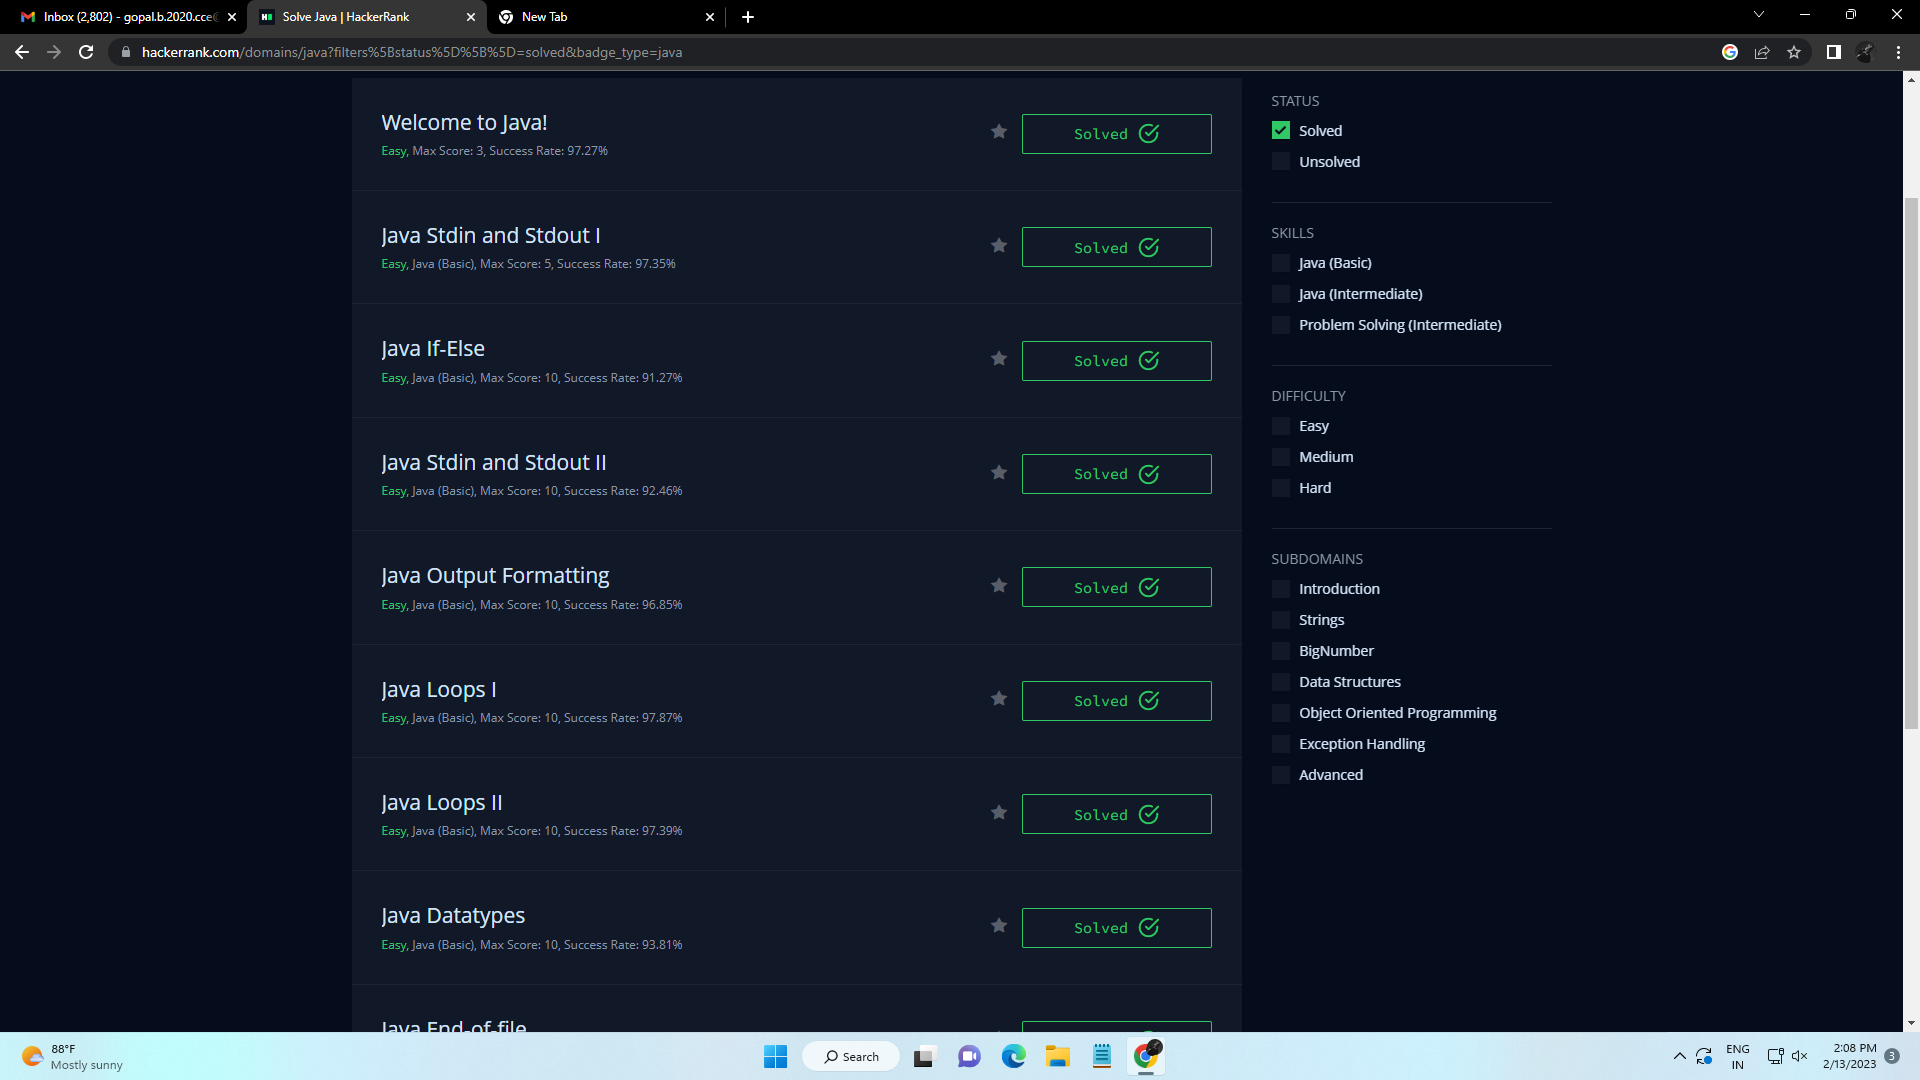 Inbox (2,802) - gopal.b.2020.cce@
Solve Java | HackerRank
New Tab
hackerrank.com/domains/java?filters%5Bstatus%5D%5B%5D=solved&badge_type=java
Welcome to Java!
Easy, Max Score: 3, Success Rate: 97.27%
Solved
Java Stdin and Stdout I
Easy, Java (Basic), Max Score: 5, Success Rate: 97.35%
Solved
Java If-Else
Easy, Java (Basic), Max Score: 10, Success Rate: 91.27%
Solved
Java Stdin and Stdout II
Easy, Java (Basic), Max Score: 10, Success Rate: 92.46%
Solved
Java Output Formatting
Easy, Java (Basic), Max Score: 10, Success Rate: 96.85%
Solved
Java Loops I
Easy, Java (Basic), Max Score: 10, Success Rate: 97.87%
Solved
Java Loops II
Easy, Java (Basic), Max Score: 10, Success Rate: 97.39%
Solved
Java Datatypes
Easy, Java (Basic), Max Score: 10, Success Rate: 93.81%
Solved
Java End-of-file
STATUS
Solved
Unsolved
SKILLS
Java (Basic)
Java (Intermediate)
Problem Solving (Intermediate)
DIFFICULTY
Easy
Medium
Hard
SUBDOMAINS
Introduction
Strings
BigNumber
Data Structures
Object Oriented Programming
Exception Handling
Advanced
88°F
Mostly sunny
Search
ENG
IN
2:08 PM
2/13/2023
3